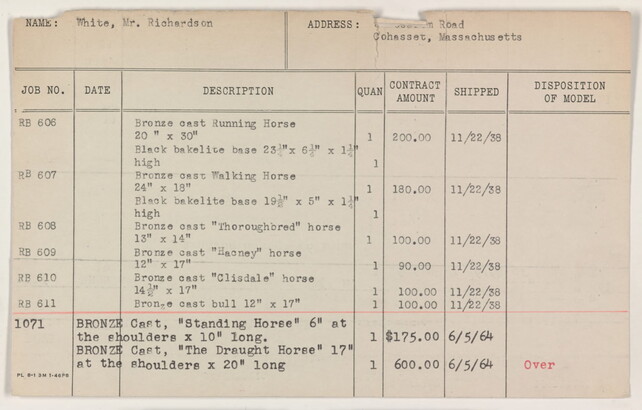 NAME: White, Mr. Richardson ADDRESS: Road
Cohasset, Massachusetts
JOB NO. DATE DESCRIPTION QUAN CONTRACT AMOUNT SHIPPED DISPOSITION OF MODEL
RB 606 Bronze cast Running Horse
20 " x 30" 1 200.00 11/22/38
Black bakelite base 23½"x 6½" x 1½"
high 1
RB 607 Bronze cast Walking Horse
24" x 18" 1 180.00 11/22/38
Black bakelite base 19½" x 5" x 1½"
high 1
RB 608 Bronze cast "Thoroughbred" horse
13" x 14" 1 100.00 11/22/38
RB 609 Bronze cast "Hacney" horse
12" x 17" 1 90.00 11/22/38
RB 610 Bronze cast "Clisdale" horse
14½" x 17" 1 100.00 11/22/38
RB 611 Bronze cast bull 12" x 17" 1 100.00 11/22/38
1071 BRONZE Cast, "Standing Horse" 6" at
the shoulders x 10" long. 1 $175.00 6/5/64
BRONZE Cast, "The Draught Horse" 17"
at the shoulders x 20" long 1 600.00 6/5/64 Over